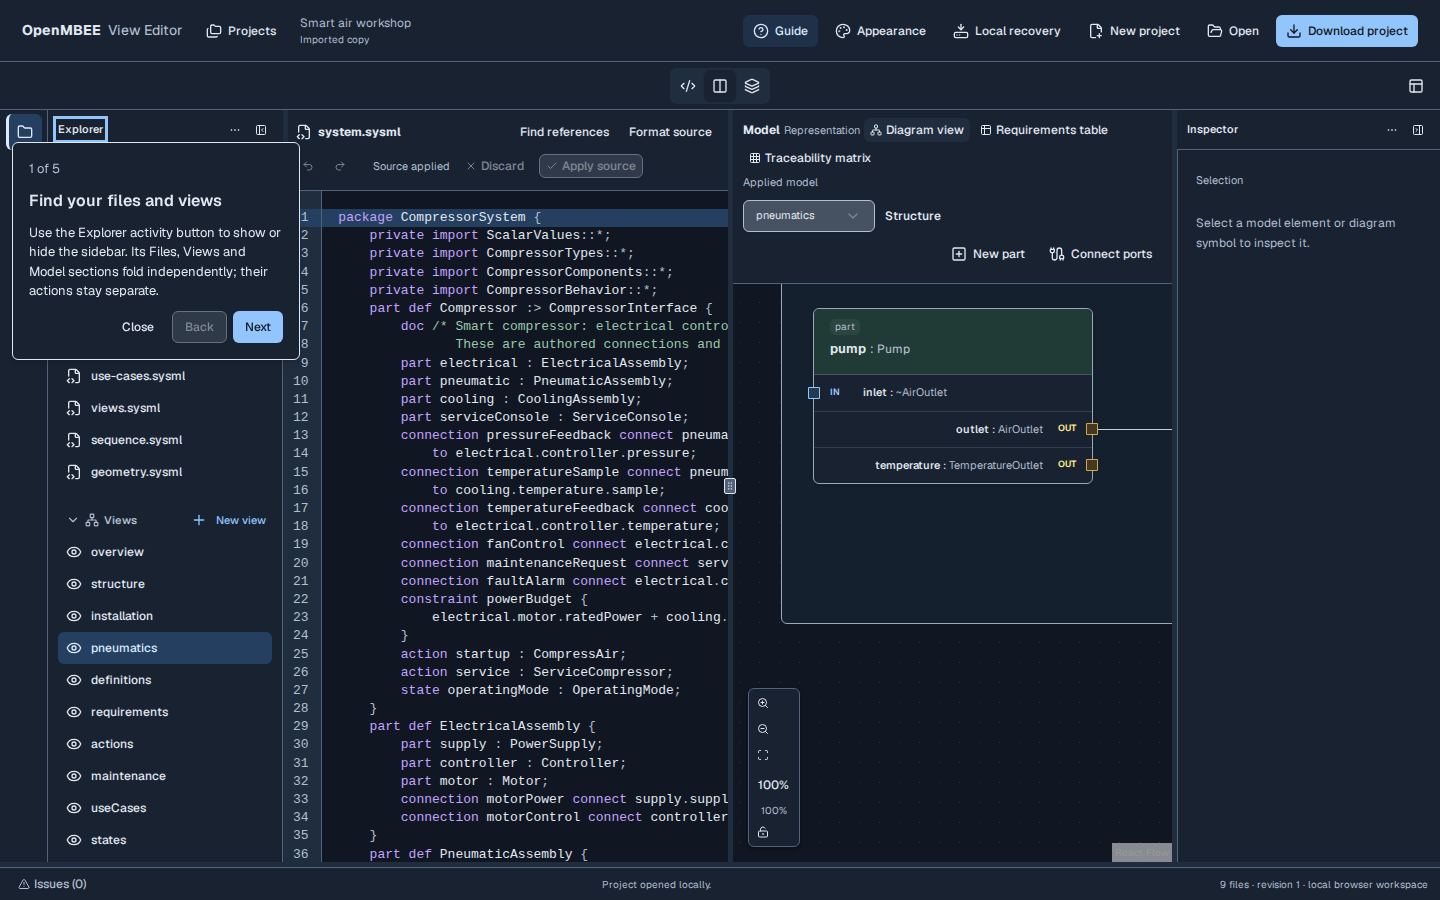 OpenMBEE View Editor
Projects
Smart air workshop
Imported copy
Guide
Appearance
Local recovery
New project
Open
Download project
Explorer
1 of 5
Find your files and views
Use the Explorer activity button to show or
hide the sidebar. Its Files, Views and
Model sections fold independently; their
actions stay separate.
Close
Back
Next
use-cases.sysml
views.sysml
sequence.sysml
geometry.sysml
Views
New view
overview
structure
installation
pneumatics
definitions
requirements
actions
maintenance
useCases
states
system.sysml
Find references
Format source
Source applied
Discard
Apply source
1 package CompressorSystem {
2 private import ScalarValues::*;
3 private import CompressorTypes::*;
4 private import CompressorComponents::*;
5 private import CompressorBehavior::*;
6 part def Compressor :> CompressorInterface {
7 doc /* Smart compressor: electrical contro
8 These are authored connections and
9 part electrical : ElectricalAssembly;
10 part pneumatic : PneumaticAssembly;
11 part cooling : CoolingAssembly;
12 part serviceConsole : ServiceConsole;
13 connection pressureFeedback connect pneuma
14 to electrical.controller.pressure;
15 connection temperatureSample connect pneum
16 to cooling.temperature.sample;
17 connection temperatureFeedback connect coo
18 to electrical.controller.temperature;
19 connection fanControl connect electrical.c
20 connection maintenanceRequest connect serv
21 connection faultAlarm connect electrical.c
22 constraint powerBudget {
23 electrical.motor.ratedPower + cooling.
24 }
25 action startup : CompressAir;
26 action service : ServiceCompressor;
27 state operatingMode : OperatingMode;
28 }
29 part def ElectricalAssembly {
30 part supply : PowerSupply;
31 part controller : Controller;
32 part motor : Motor;
33 connection motorPower connect supply.suppl
34 connection motorControl connect controller
35 }
36 part def PneumaticAssembly {
Model Representation
Diagram view
Requirements table
Traceability matrix
Applied model
pneumatics
Structure
New part
Connect ports
part
pump : Pump
IN inlet : ~AirOutlet
outlet : AirOutlet OUT
temperature : TemperatureOutlet OUT
100%
100%
React Flow
Inspector
Selection
Select a model element or diagram
symbol to inspect it.
Issues (0)
Project opened locally.
9 files · revision 1 · local browser workspace